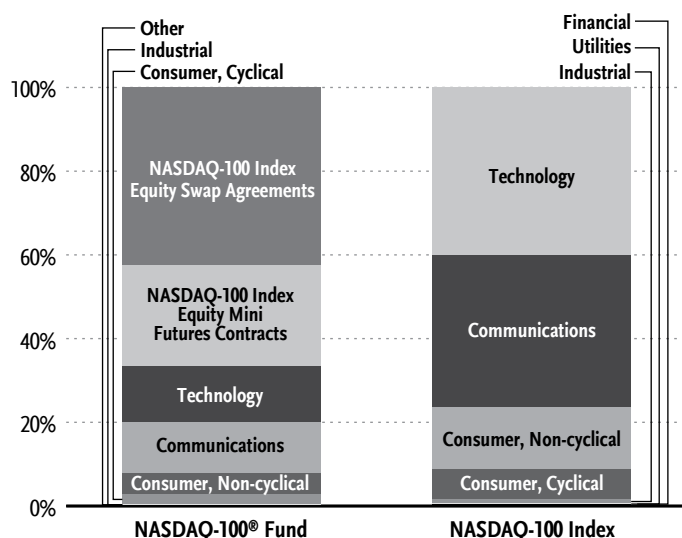 Other
Industrial
Consumer, Cyclical
Financial
Utilities
Industrial
100%
80%
60%
40%
20%
0%
NASDAQ-100 Index
Equity Swap Agreements
NASDAQ-100 Index
Equity Mini
Futures Contracts
Technology
Communications
Consumer, Non-cyclical
Technology
Communications
Consumer, Non-cyclical
Consumer, Cyclical
NASDAQ-100® Fund
NASDAQ-100 Index